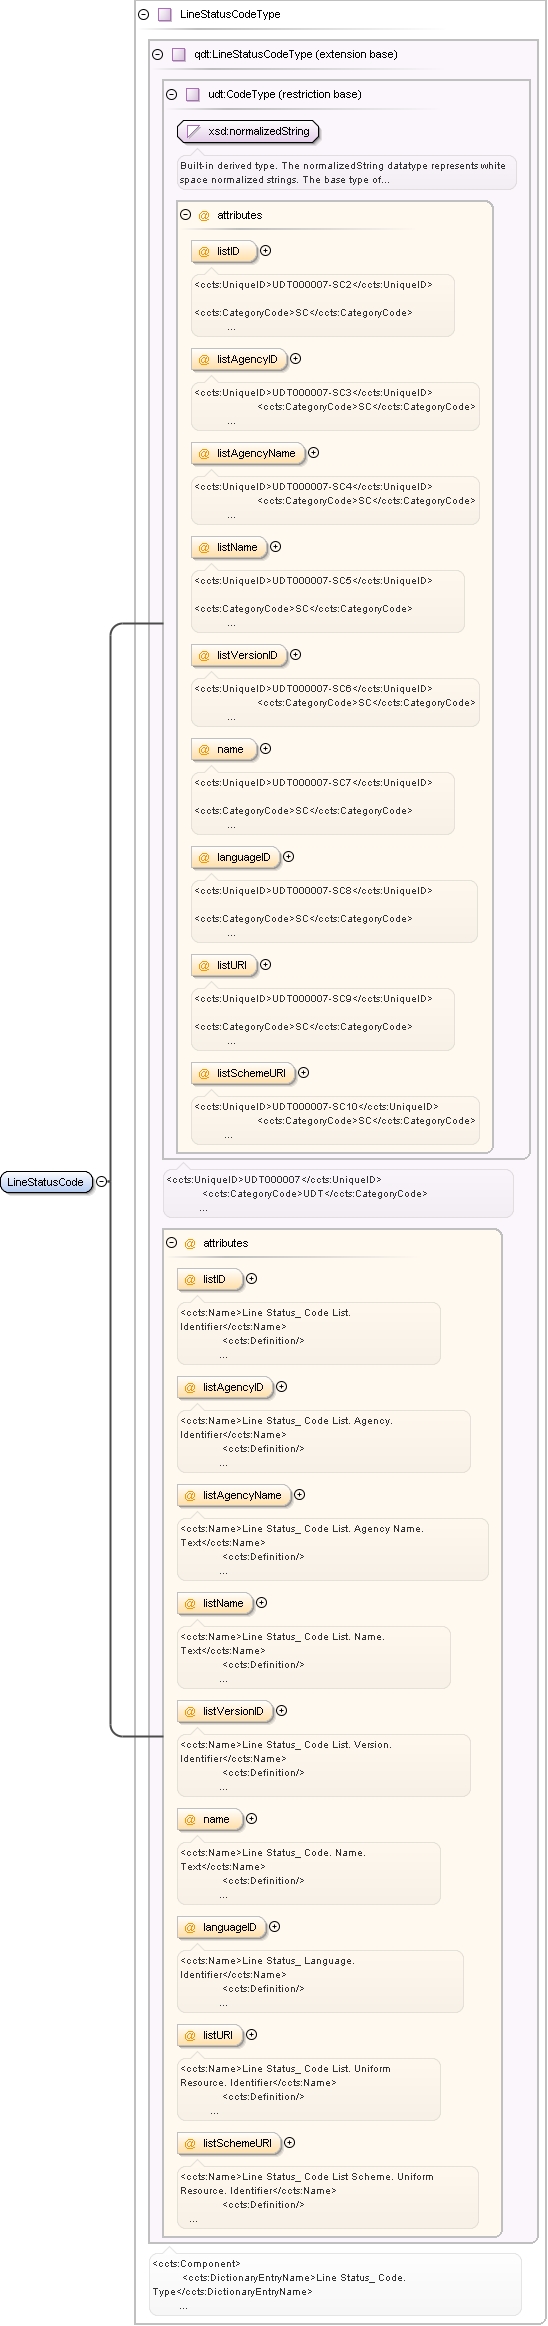 LineStatusCodeType
qdt:LineStatusCodeType (extension base)
udt:CodeType (restriction base)
xsd:normalizedString
Built-in derived type. The normalizedString datatype represents white
space normalized strings. The base type of...
@ attributes
@ listID
<ccts:UniqueID>UDT000007-SC2</ccts:UniqueID>
<ccts:CategoryCode>SC</ccts:CategoryCode>
...
@ listAgencyID
<ccts:UniqueID>UDT000007-SC3</ccts:UniqueID>
<ccts:CategoryCode>SC</ccts:CategoryCode>
...
@ listAgencyName
<ccts:UniqueID>UDT000007-SC4</ccts:UniqueID>
<ccts:CategoryCode>SC</ccts:CategoryCode>
...
@ listName
<ccts:UniqueID>UDT000007-SC5</ccts:UniqueID>
<ccts:CategoryCode>SC</ccts:CategoryCode>
...
@ listVersionID
<ccts:UniqueID>UDT000007-SC6</ccts:UniqueID>
<ccts:CategoryCode>SC</ccts:CategoryCode>
...
@ name
<ccts:UniqueID>UDT000007-SC7</ccts:UniqueID>
<ccts:CategoryCode>SC</ccts:CategoryCode>
...
@ languageID
<ccts:UniqueID>UDT000007-SC8</ccts:UniqueID>
<ccts:CategoryCode>SC</ccts:CategoryCode>
...
@ listURI
<ccts:UniqueID>UDT000007-SC9</ccts:UniqueID>
<ccts:CategoryCode>SC</ccts:CategoryCode>
...
@ listSchemeURI
<ccts:UniqueID>UDT000007-SC10</ccts:UniqueID>
<ccts:CategoryCode>SC</ccts:CategoryCode>
...
LineStatusCode
<ccts:UniqueID>UDT000007</ccts:UniqueID>
<ccts:CategoryCode>UDT</ccts:CategoryCode>
...
@ attributes
@ listID
<ccts:Name>Line Status_ Code List.
Identifier</ccts:Name>
<ccts:Definition/>
...
@ listAgencyID
<ccts:Name>Line Status_ Code List. Agency.
Identifier</ccts:Name>
<ccts:Definition/>
...
@ listAgencyName
<ccts:Name>Line Status_ Code List. Agency Name.
Text</ccts:Name>
<ccts:Definition/>
...
@ listName
<ccts:Name>Line Status_ Code List. Name.
Text</ccts:Name>
<ccts:Definition/>
...
@ listVersionID
<ccts:Name>Line Status_ Code List. Version.
Identifier</ccts:Name>
<ccts:Definition/>
...
@ name
<ccts:Name>Line Status_ Code. Name.
Text</ccts:Name>
<ccts:Definition/>
...
@ languageID
<ccts:Name>Line Status_ Language.
Identifier</ccts:Name>
<ccts:Definition/>
...
@ listURI
<ccts:Name>Line Status_ Code List. Uniform
Resource. Identifier</ccts:Name>
<ccts:Definition/>
...
@ listSchemeURI
<ccts:Name>Line Status_ Code List Scheme. Uniform
Resource. Identifier</ccts:Name>
<ccts:Definition/>
...
<ccts:Component>
<ccts:DictionaryEntryName>Line Status_ Code.
Type</ccts:DictionaryEntryName>
...